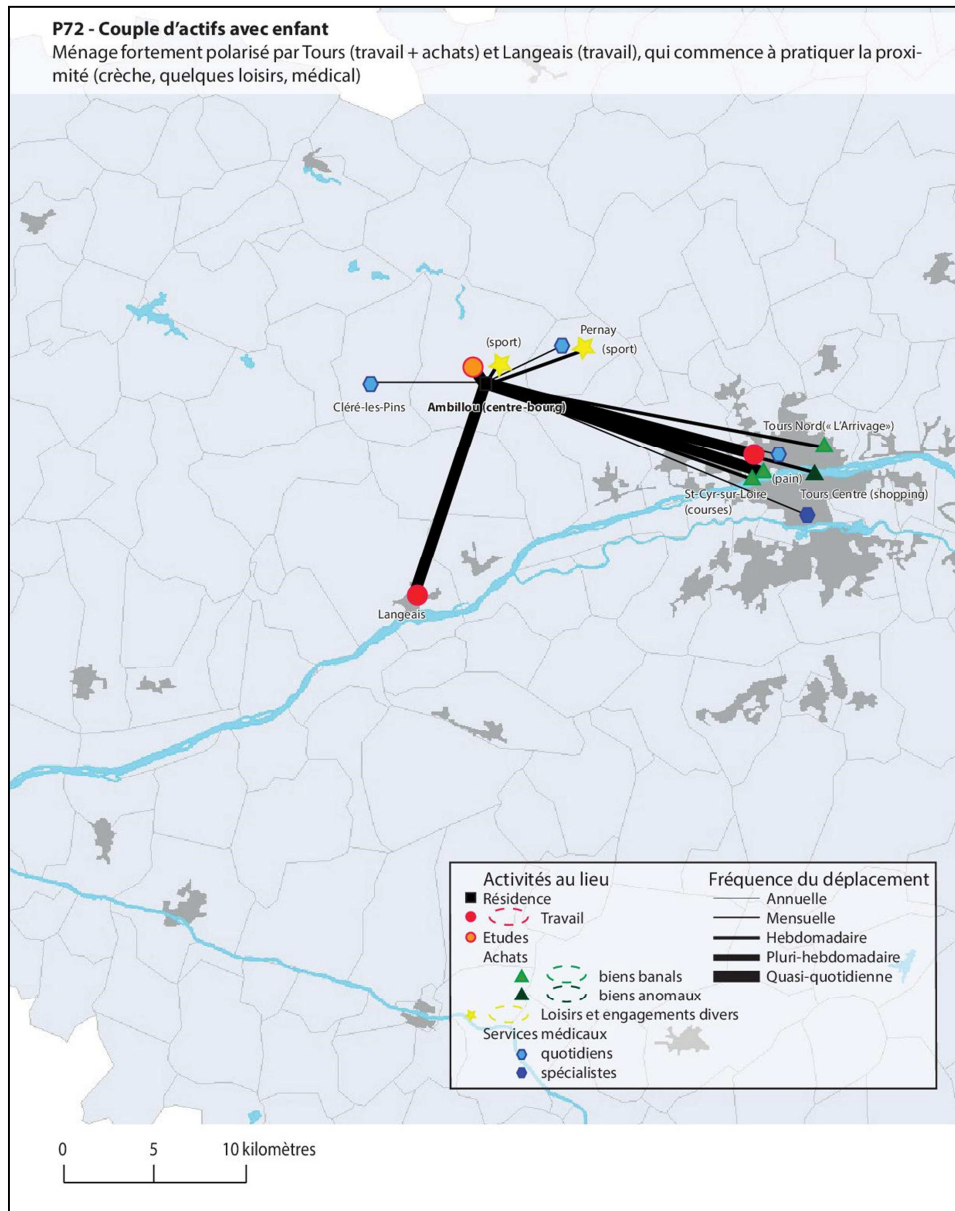 P72 - Couple d'actifs avec enfant
Ménage fortement polarisé par Tours (travail + achats) et Langeais (travail), qui commence à pratiquer la proxi-
mité (crèche, quelques loisirs, médical)
Pernay
(sport)
(sport)
Cléré-les-Pins
Ambillou (centre-bourg)
Tours Nord(« L'Arrivage»)
(pain)
St-Cyr-sur-Loire
(courses)
Tours Centre (shopping)
Langeais
Activités au lieu
Résidence
Travail
Etudes
Achats
biens banals
biens anomaux
Loisirs et engagements divers
Services médicaux
quotidiens
spécialistes
Fréquence du déplacement
Annuelle
Mensuelle
Hebdomadaire
Pluri-hebdomadaire
Quasi-quotidienne
0 5 10 kilomètres